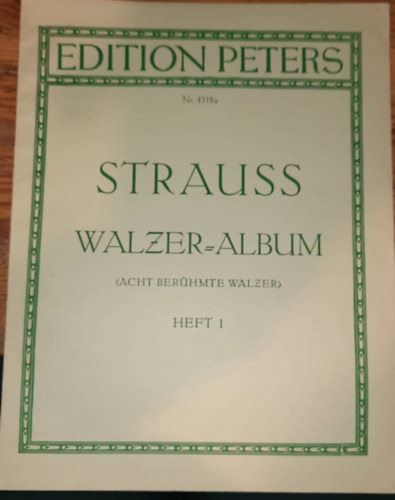 EDITION PETERS
Nr. 4318a
STRAUSS
WALZER=ALBUM
(ACHT BERÜHMTE WALZER)
HEFT 1